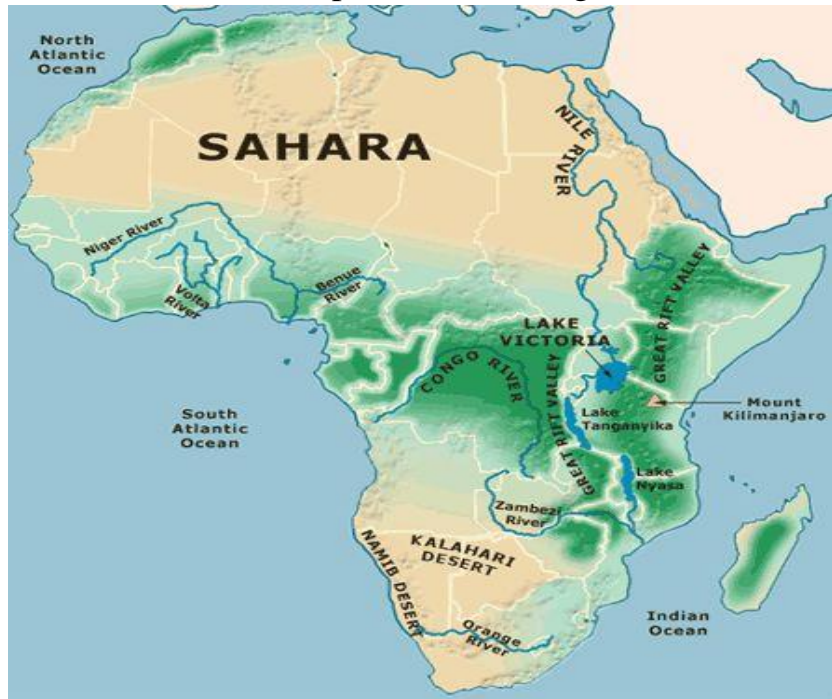 North
Atlantic
Ocean
SAHARA
NILE RIVER
Niger River
Volta
River
Benue
River
GREAT RIFT VALLEY
LAKE
VICTORIA
CONGO RIVER
GREAT RIFT VALLEY
Mount
Kilimanjaro
Lake
Tanganyika
South
Atlantic
Ocean
Lake
Nyasa
Zambezi
River
KALAHARI
DESERT
NAMIB DESERT
Orange
River
Indian
Ocean